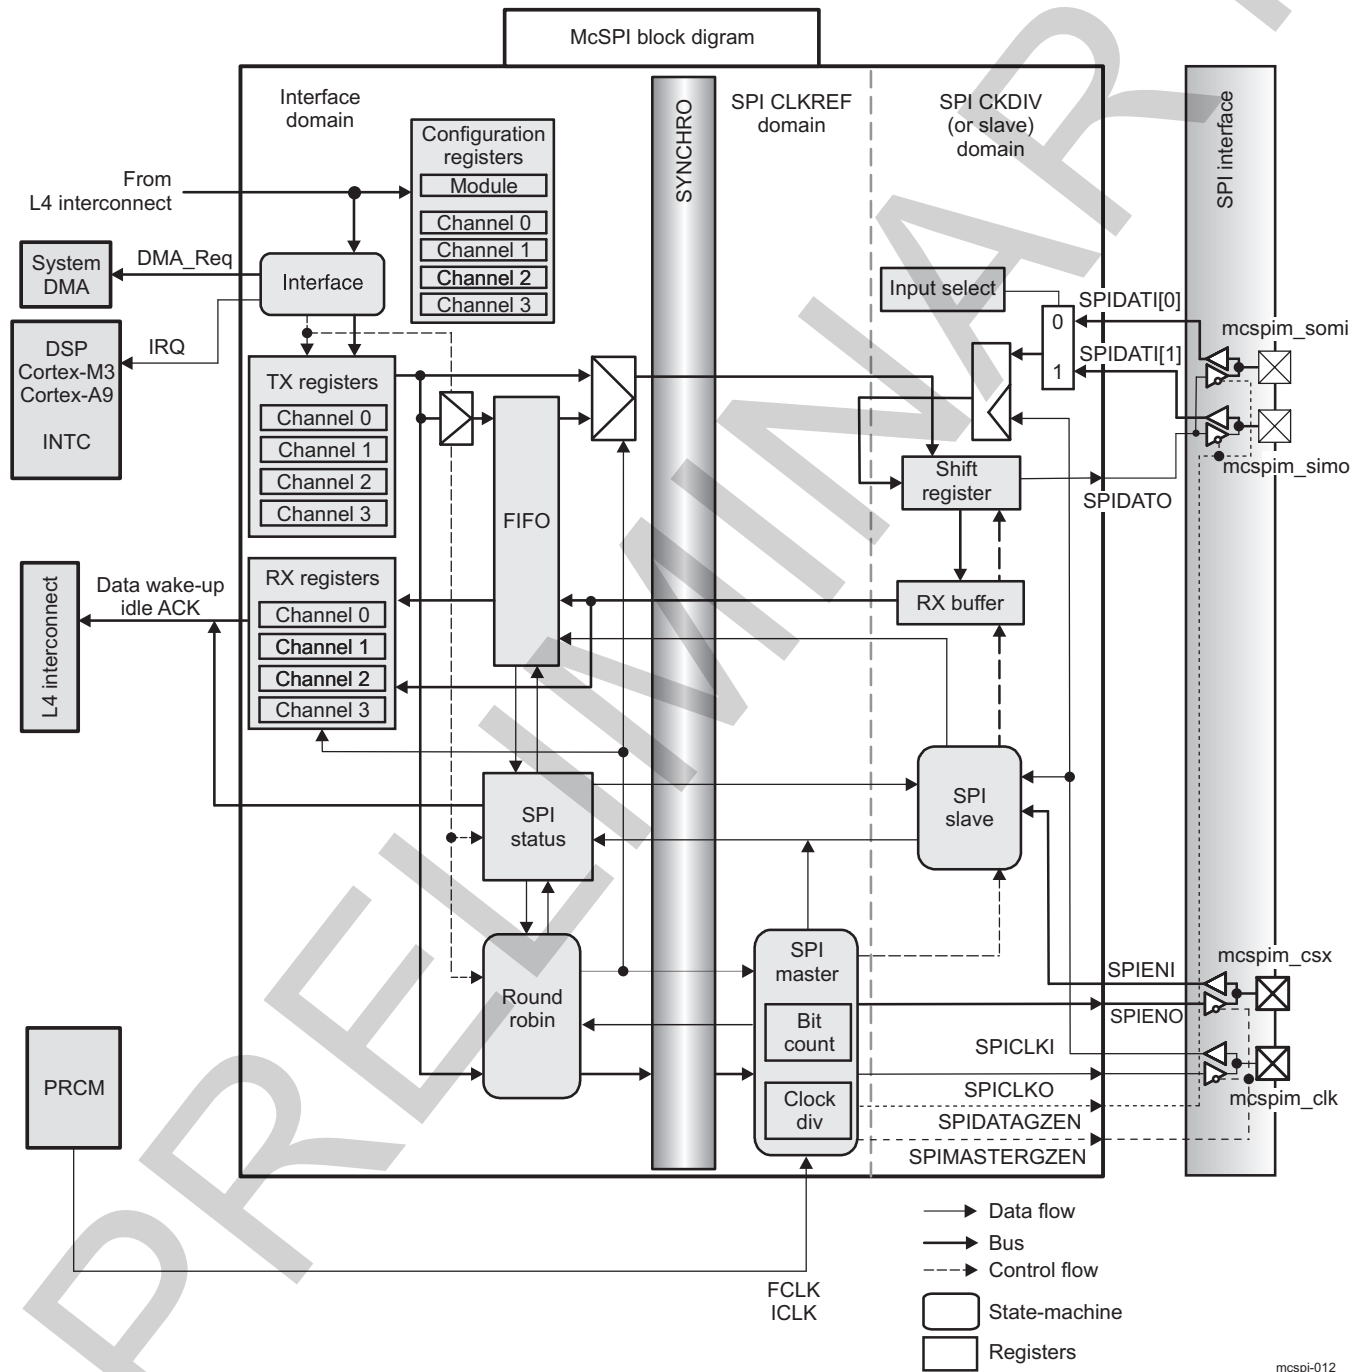 McSPI block digram
Interface
domain
SPI CLKREF
domain
SPI CKDIV
(or slave)
domain
SYNCHRO
SPI interface
Configuration
registers
Module
Channel 0
Channel 1
Channel 2
Channel 3
From
L4 interconnect
System
DMA
DMA_Req
Interface
IRQ
DSP
Cortex-M3
Cortex-A9
INTC
TX registers
Channel 0
Channel 1
Channel 2
Channel 3
FIFO
Input select
0
1
SPIDATI[0]
SPIDATI[1]
mcspim_somi
mcspim_simo
Shift
register
SPIDATO
RX buffer
RX registers
Channel 0
Channel 1
Channel 2
Channel 3
Data wake-up
idle ACK
L4 interconnect
SPI
status
SPI
slave
Round
robin
SPI
master
Bit
count
Clock
div
mcspim_csx
SPIENI
SPIENO
SPICLKI
SPICLKO
mcspim_clk
SPIDATAGZEN
SPIMASTERGZEN
PRCM
FCLK
ICLK
Data flow
Bus
Control flow
State-machine
Registers
mcspi-012
PRELIMINARY